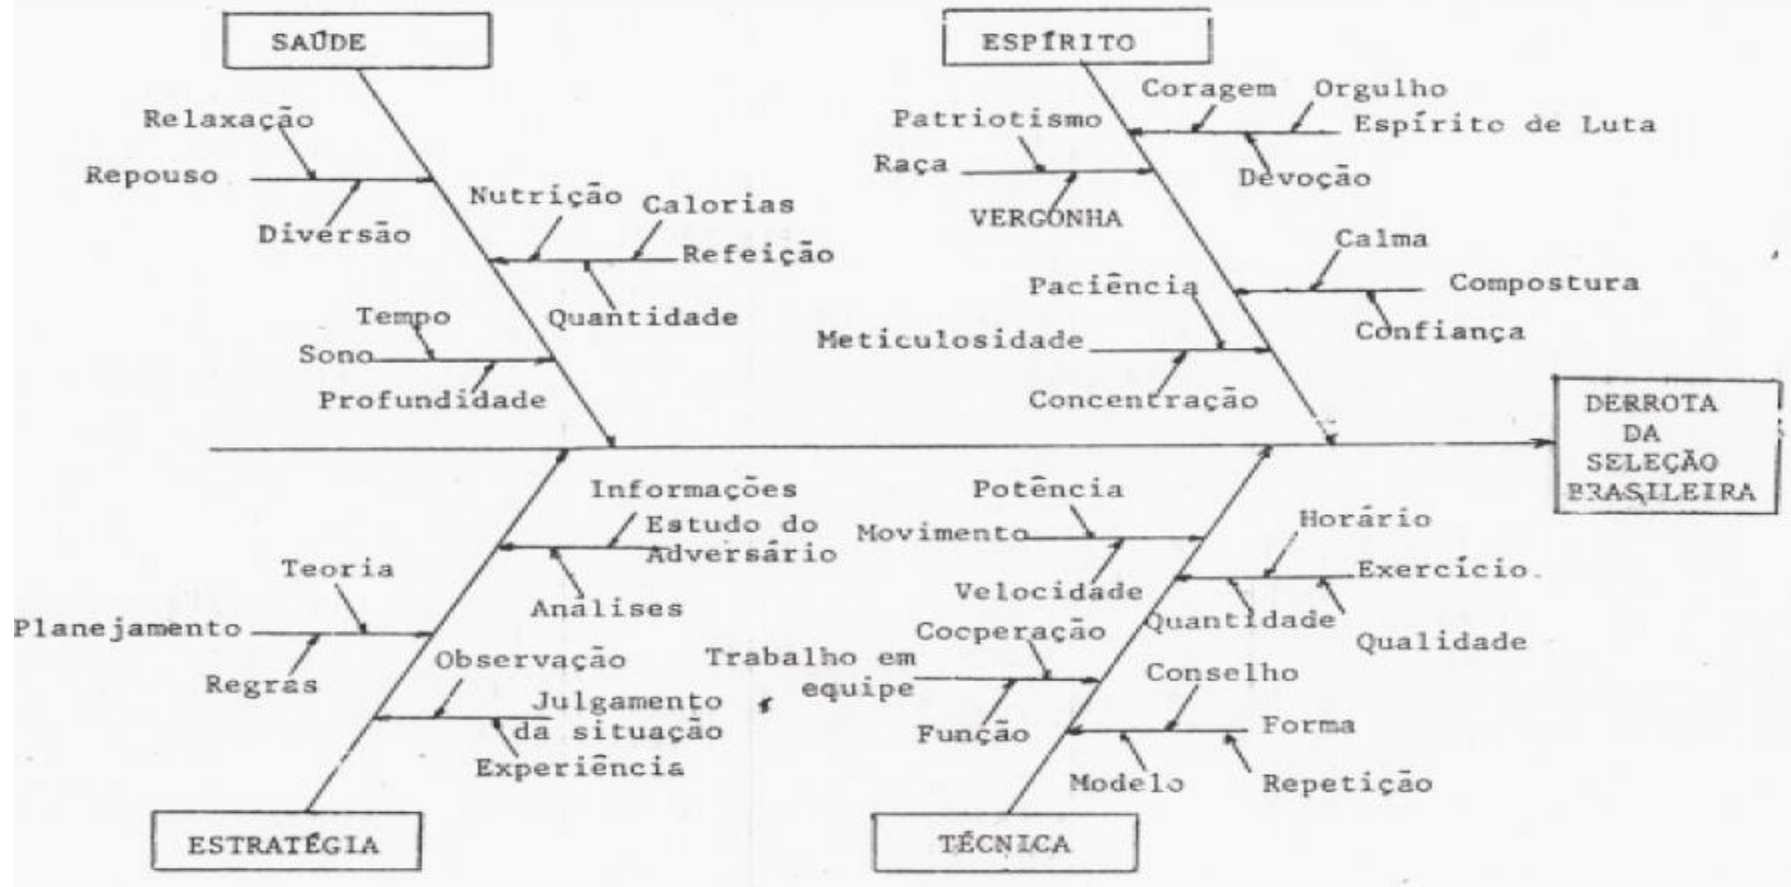 SAÚDE
ESPÍRITO
Coragem
Orgulho
Relaxação
Patriotismo
Espírito de Luta
Repouso
Raça
Devoção
Nutrição
Calorias
VERGONHA
Diversão
Calma
Refeição
Paciência
Compostura
Tempo
Quantidade
Confiança
Sono
Meticulosidade
Profundidade
Concentração
DERROTA
DA
SELEÇÃO
BRASILEIRA
Informações
Potência
Estudo do
Adversário
Movimento
Horário
Teoria
Exercício.
Análises
Velocidade
Planejamento
Quantidade
Cooperação
Qualidade
Observação
Trabalho em
equipe
Conselho
Regras
Julgamento
da situação
Função
Forma
Experiência
Modelo
Repetição
ESTRATÉGIA
TÉCNICA